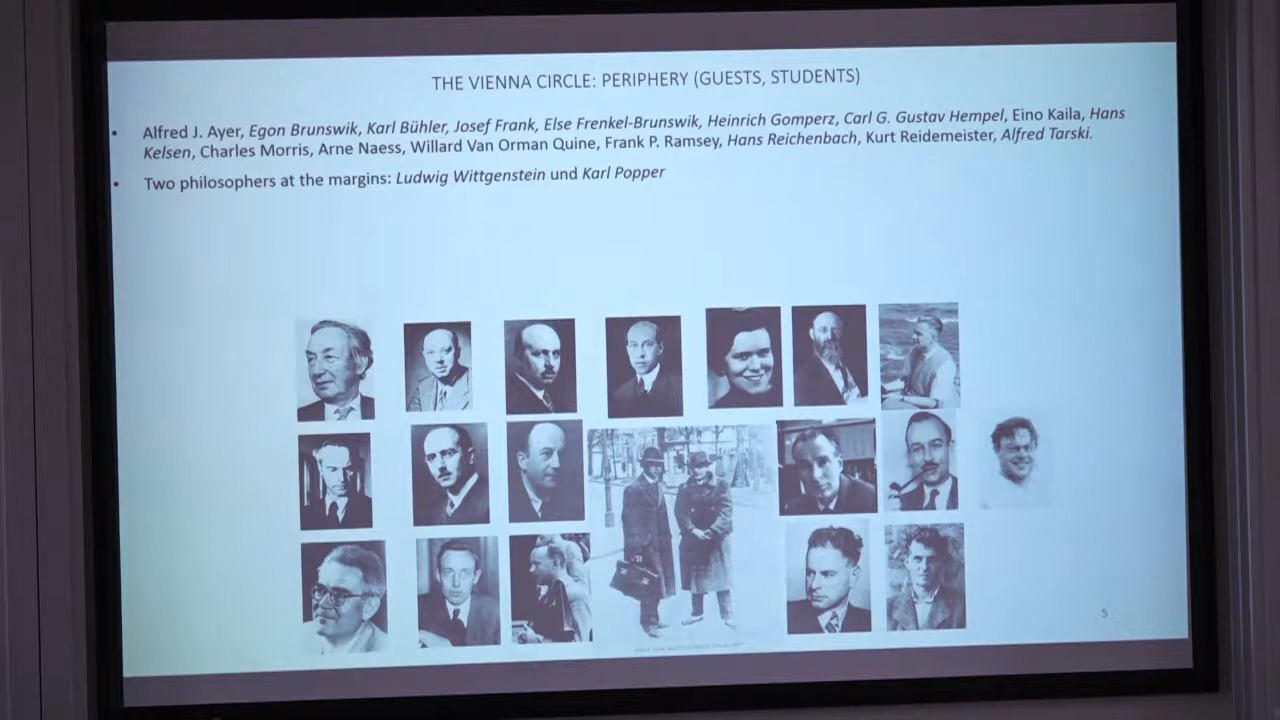 THE VIENNA CIRCLE: PERIPHERY (GUESTS, STUDENTS)
• Alfred J. Ayer, Egon Brunswik, Karl Bühler, Josef Frank, Else Frenkel-Brunswik, Heinrich Gomperz, Carl G. Gustav Hempel, Eino Kaila, Hans
Kelsen, Charles Morris, Arne Naess, Willard Van Orman Quine, Frank P. Ramsey, Hans Reichenbach, Kurt Reidemeister, Alfred Tarski.
• Two philosophers at the margins: Ludwig Wittgenstein und Karl Popper
5